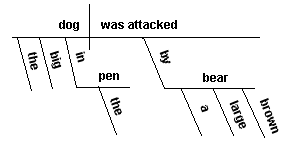 dog was attacked
the big in by
pen bear
the a large brown